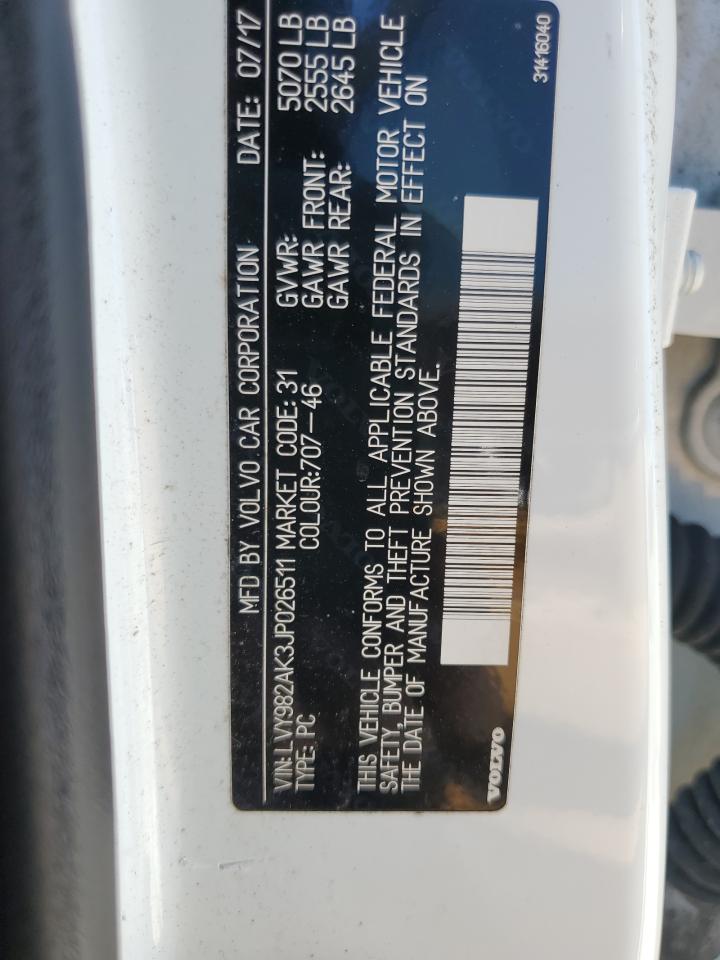 MFD BY VOLVO CAR CORPORATION DATE: 07/17
VIN: LVY982AK3JP026511 MARKET CODE: 31 GVWR: 5070 LB
TYPE: PC COLOUR:707-46 GAWR FRONT: 2555 LB
GAWR REAR: 2645 LB
THIS VEHICLE CONFORMS TO ALL APPLICABLE FEDERAL MOTOR VEHICLE
SAFETY, BUMPER AND THEFT PREVENTION STANDARDS IN EFFECT ON
THE DATE OF MANUFACTURE SHOWN ABOVE.
VOLVO 31416040